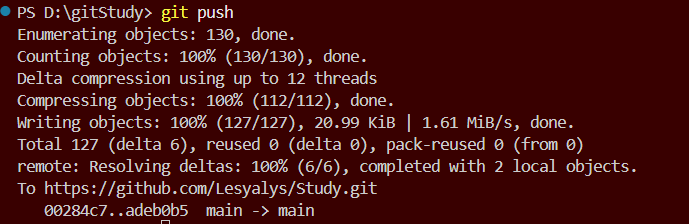 PS D:\gitStudy> git push
Enumerating objects: 130, done.
Counting objects: 100% (130/130), done.
Delta compression using up to 12 threads
Compressing objects: 100% (112/112), done.
Writing objects: 100% (127/127), 20.99 KiB | 1.61 MiB/s, done.
Total 127 (delta 6), reused 0 (delta 0), pack-reused 0 (from 0)
remote: Resolving deltas: 100% (6/6), completed with 2 local objects.
To https://github.com/Lesyalys/Study.git
   00284c7..adeb0b5  main -> main